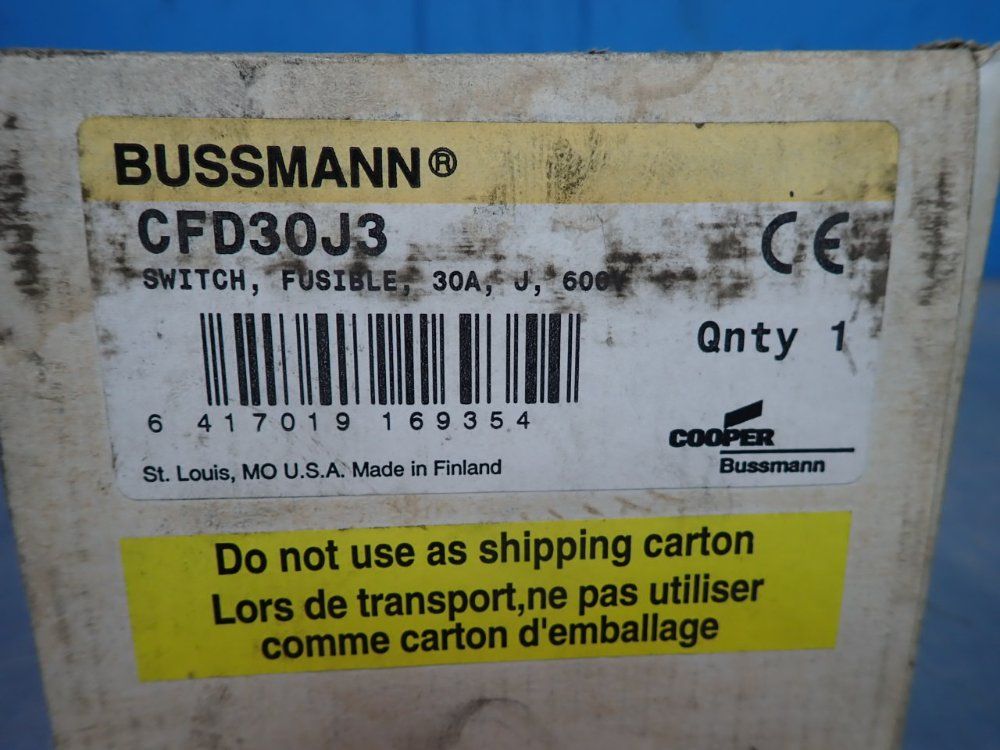 BUSSMANN®
CFD30J3
CE
SWITCH, FUSIBLE, 30A, J, 600V
Qnty 1
6 417019 169354
COOPER
Bussmann
St. Louis, MO U.S.A. Made in Finland
Do not use as shipping carton
Lors de transport,ne pas utiliser
comme carton d'emballage